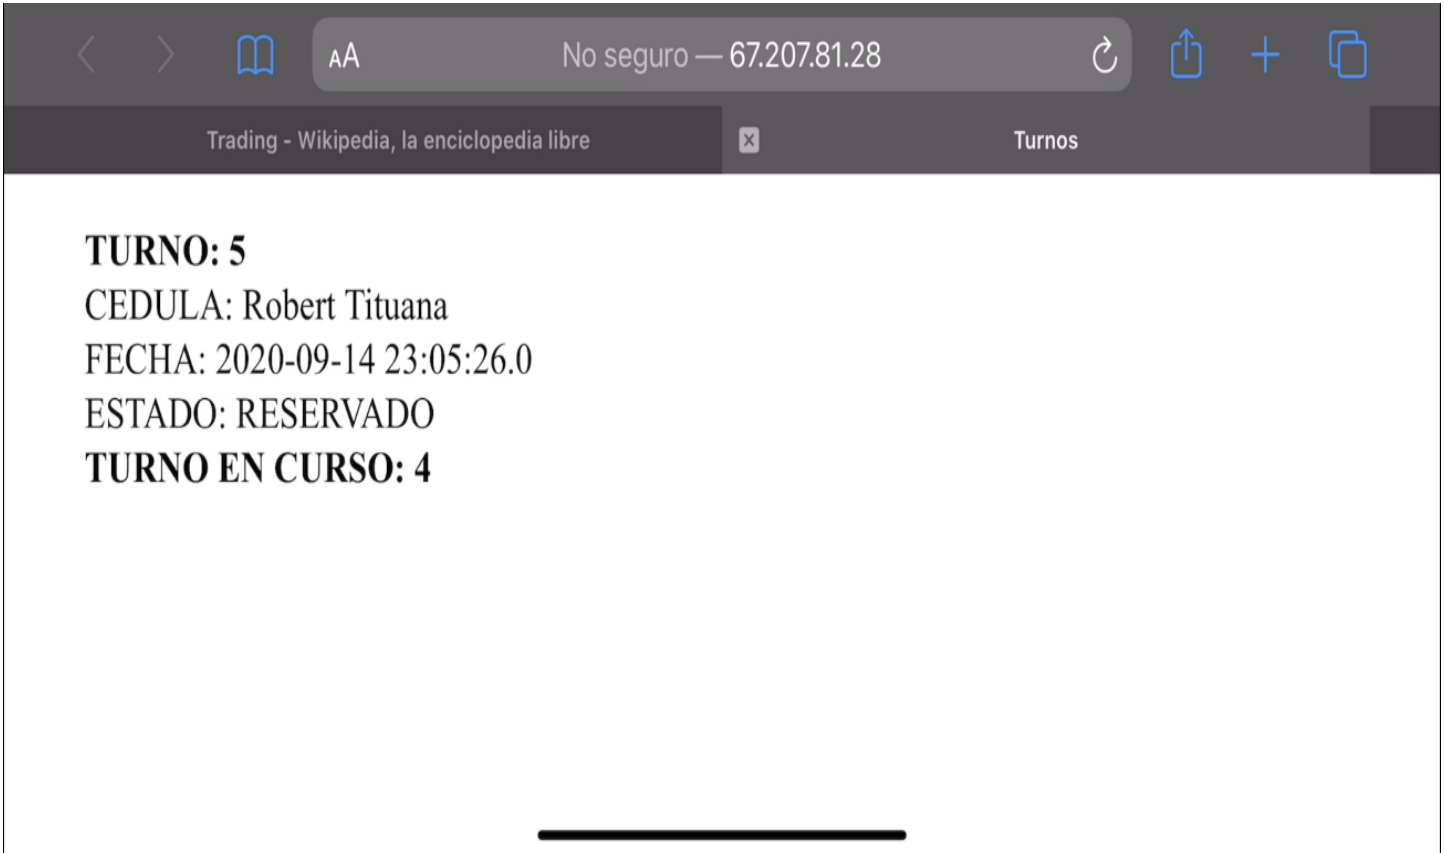 AA No seguro — 67.207.81.28
Trading - Wikipedia, la enciclopedia libre Turnos
TURNO: 5
CEDULA: Robert Tituana
FECHA: 2020-09-14 23:05:26.0
ESTADO: RESERVADO
TURNO EN CURSO: 4